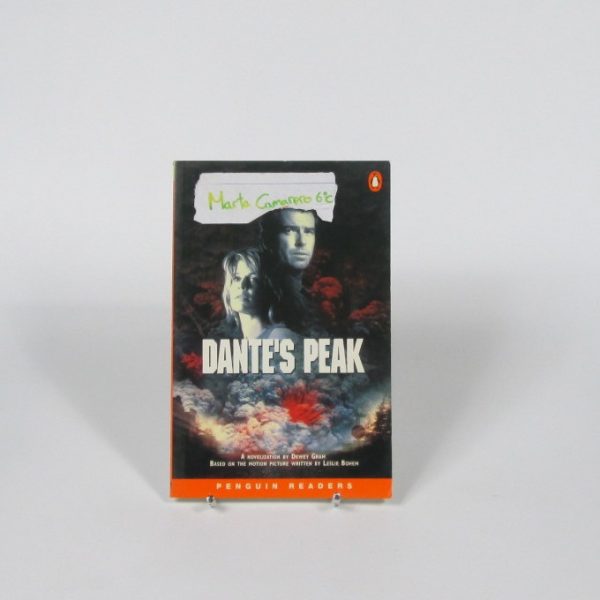 Marta Camarero 6ºc
DANTE'S PEAK
A NOVELIZATION BY DEWEY GRAM
BASED ON THE MOTION PICTURE WRITTEN BY LESLIE BOHEM
PENGUIN READERS